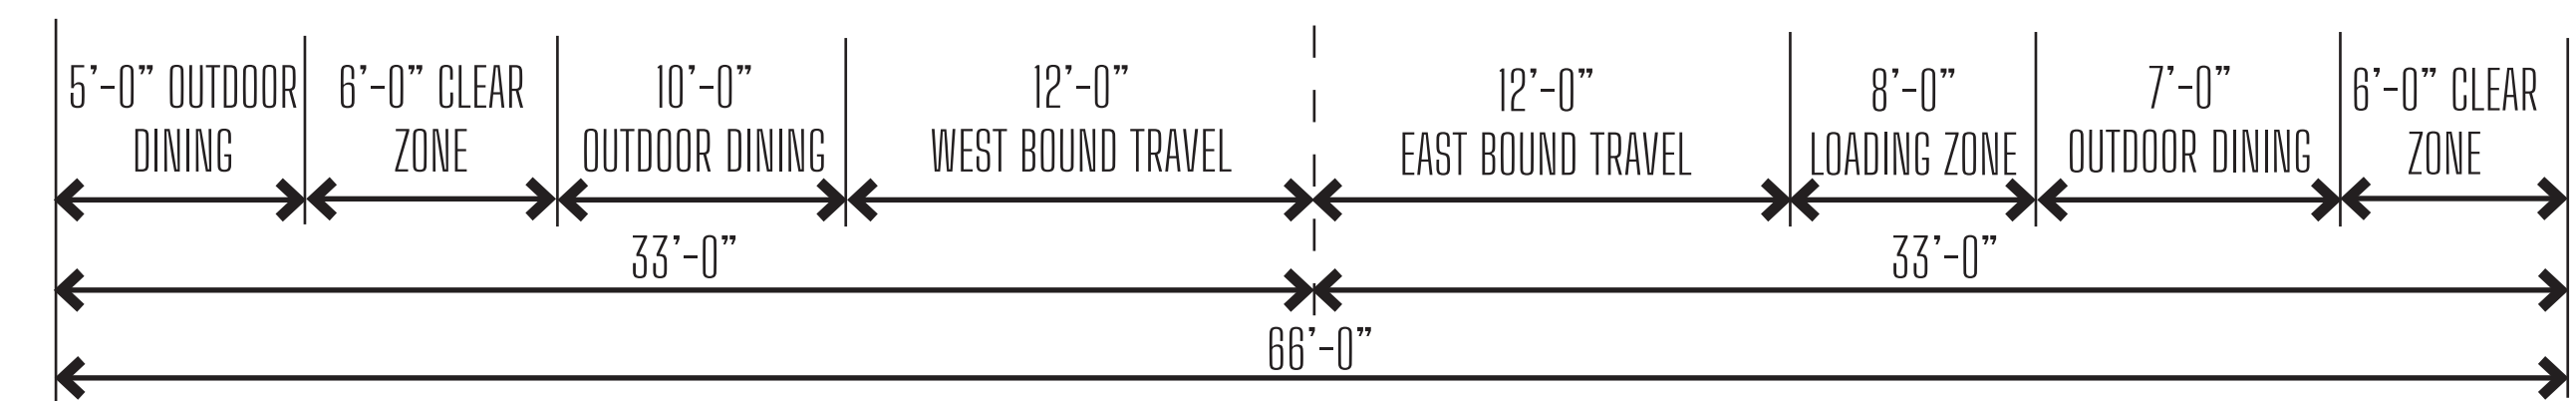 5’-0” OUTDOOR
DINING
6’-0” CLEAR
ZONE
10’-0”
OUTDOOR DINING
12’-0”
WEST BOUND TRAVEL
12’-0”
EAST BOUND TRAVEL
8’-0”
LOADING ZONE
7’-0”
OUTDOOR DINING
6’-0” CLEAR
ZONE
33’-0”
33’-0”
66’-0”